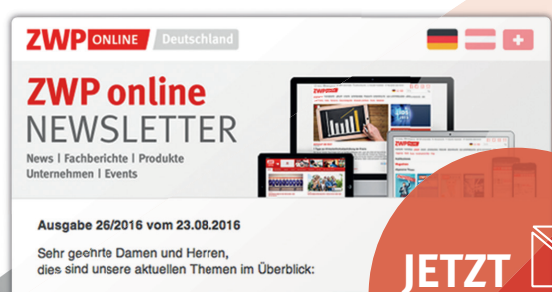 ZWP ONLINE Deutschland
ZWP online
NEWSLETTER
News I Fachberichte I Produkte
Unternehmen I Events
Ausgabe 26/2016 vom 23.08.2016
Sehr geehrte Damen und Herren,
dies sind unsere aktuellen Themen im Überblick:
JETZT